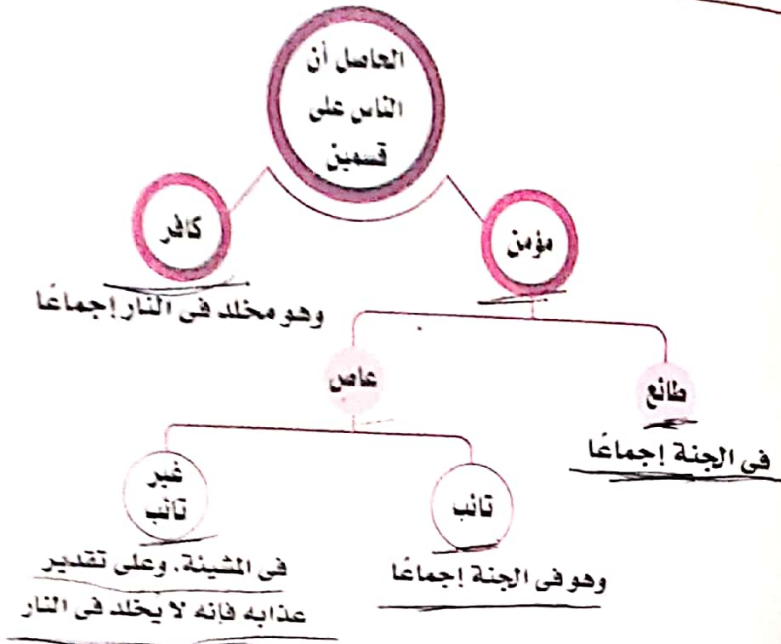 الحاصل أن
الناس على
قسمين
مؤمن
كافر
وهو مخلد فى النار إجماعًا
طائع
فى الجنة إجماعًا
عاص
تائب
وهو فى الجنة إجماعًا
غير
تائب
فى المشيئة. وعلى تقدير
عذابه فإنه لا يخلد فى النار